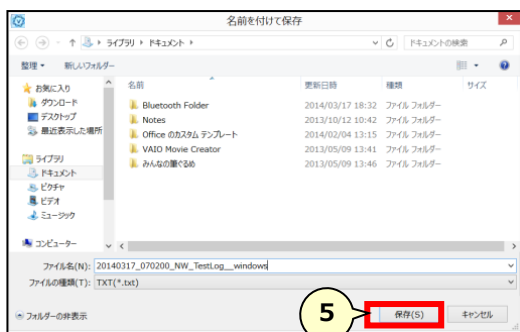 名前を付けて保存
ライブラリ ▸ ドキュメント ▸
ドキュメントの検索
整理 新しいフォルダー
お気に入り
ダウンロード
デスクトップ
最近表示した場所
ライブラリ
ドキュメント
ピクチャ
ビデオ
ミュージック
コンピューター
名前 更新日時 種類 サイズ
Bluetooth Folder 2014/03/17 18:32 ファイル フォルダー
Notes 2013/10/12 10:42 ファイル フォルダー
Office のカスタム テンプレート 2014/02/04 13:15 ファイル フォルダー
VAIO Movie Creator 2013/05/09 13:41 ファイル フォルダー
みんなの筆ぐるめ 2013/05/09 13:46 ファイル フォルダー
ファイル名(N): 20140317_070200_NW_TestLog__windows
ファイルの種類(T): TXT(*.txt)
フォルダーの非表示
5
保存(S) キャンセル